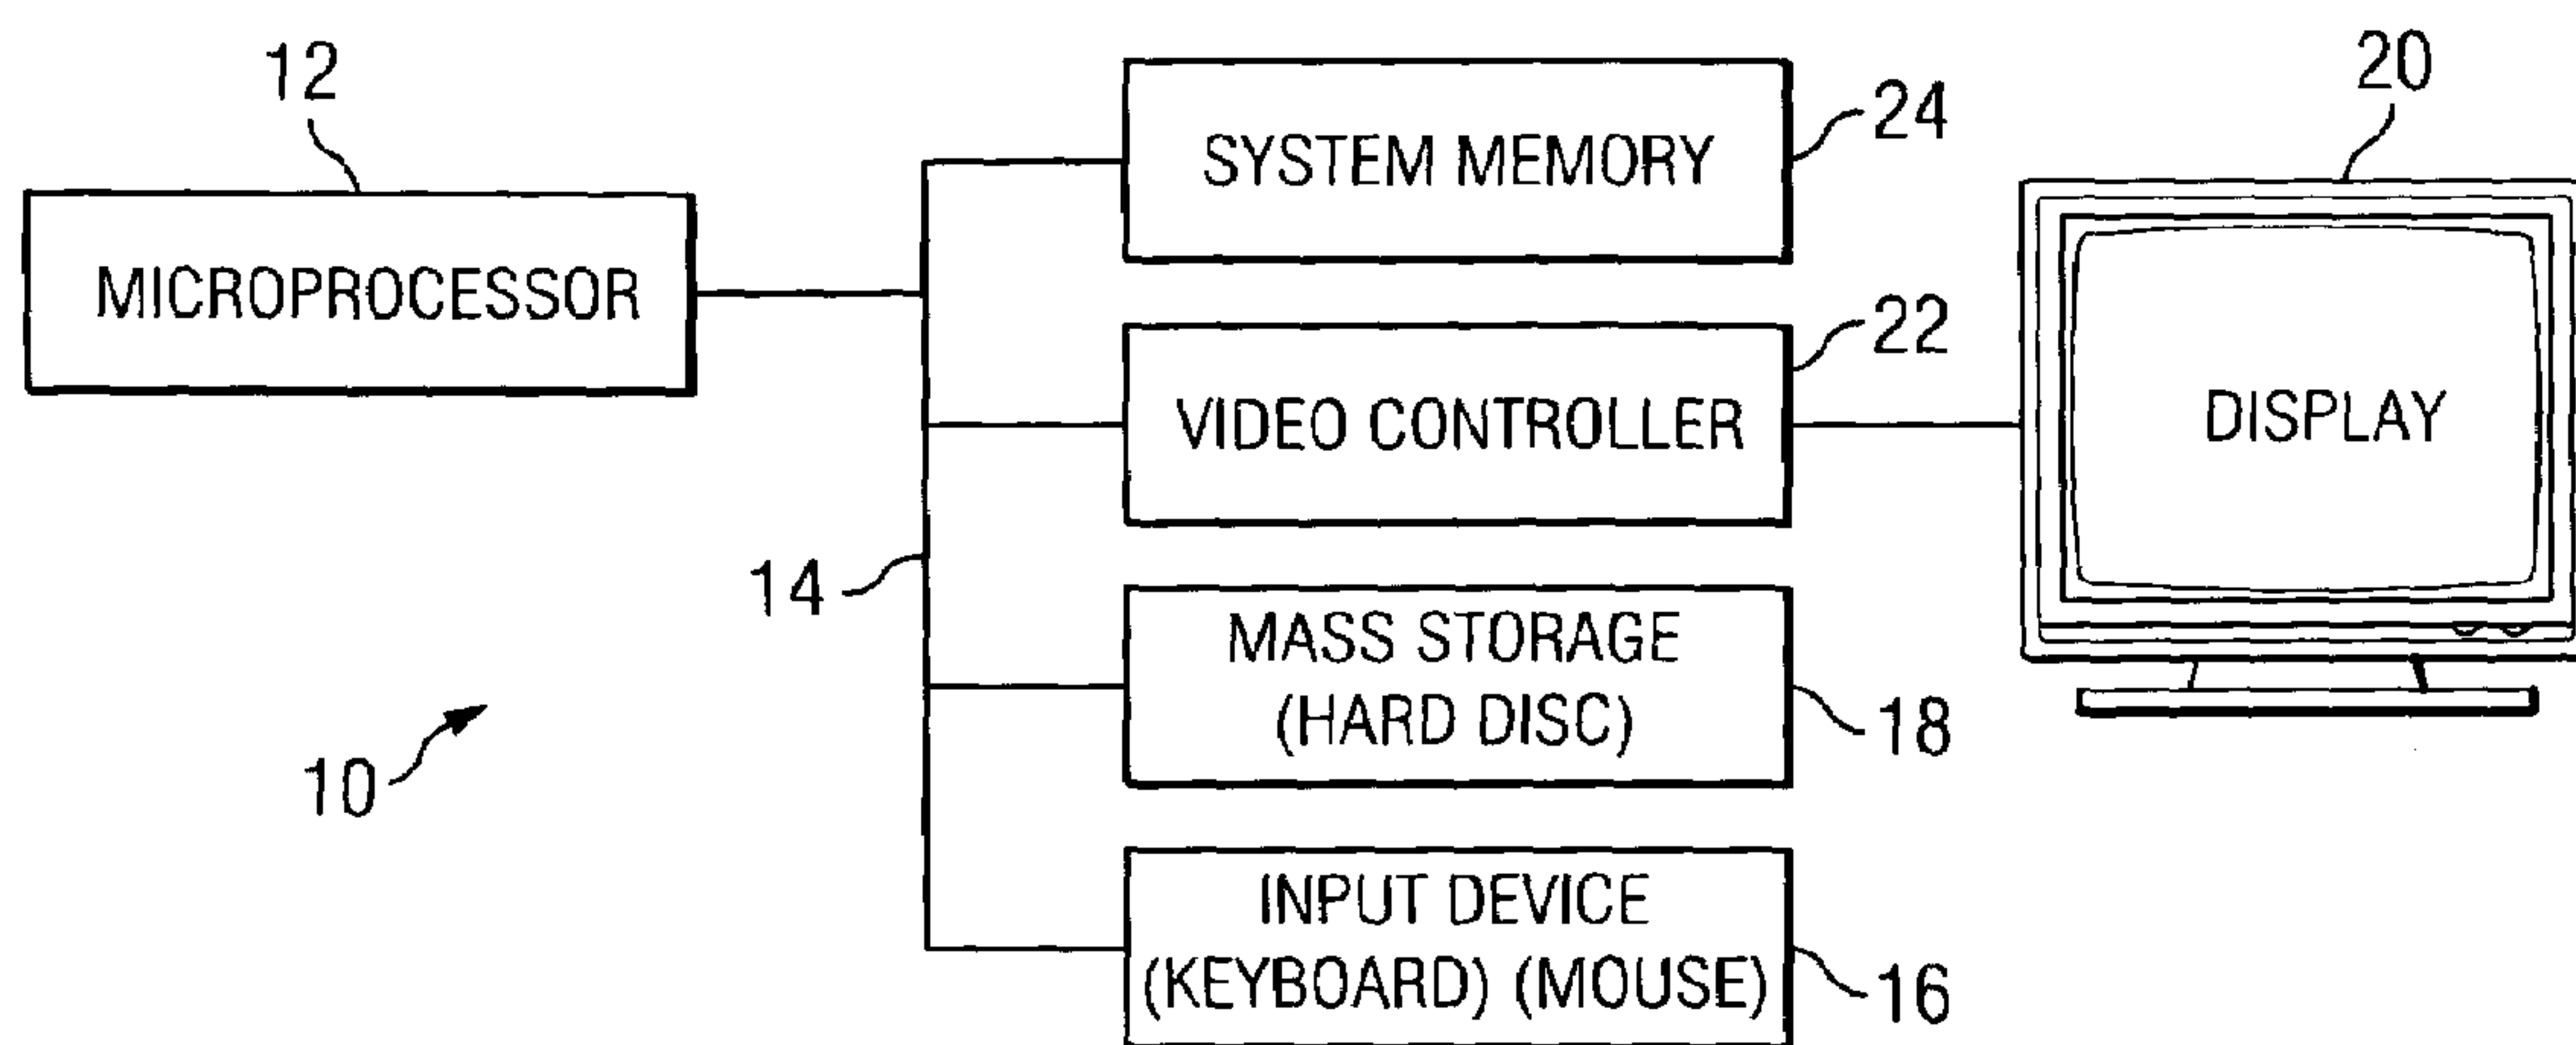 12
MICROPROCESSOR
14
10
SYSTEM MEMORY
24
VIDEO CONTROLLER
22
MASS STORAGE
(HARD DISC)
18
INPUT DEVICE
(KEYBOARD) (MOUSE)
16
20
DISPLAY